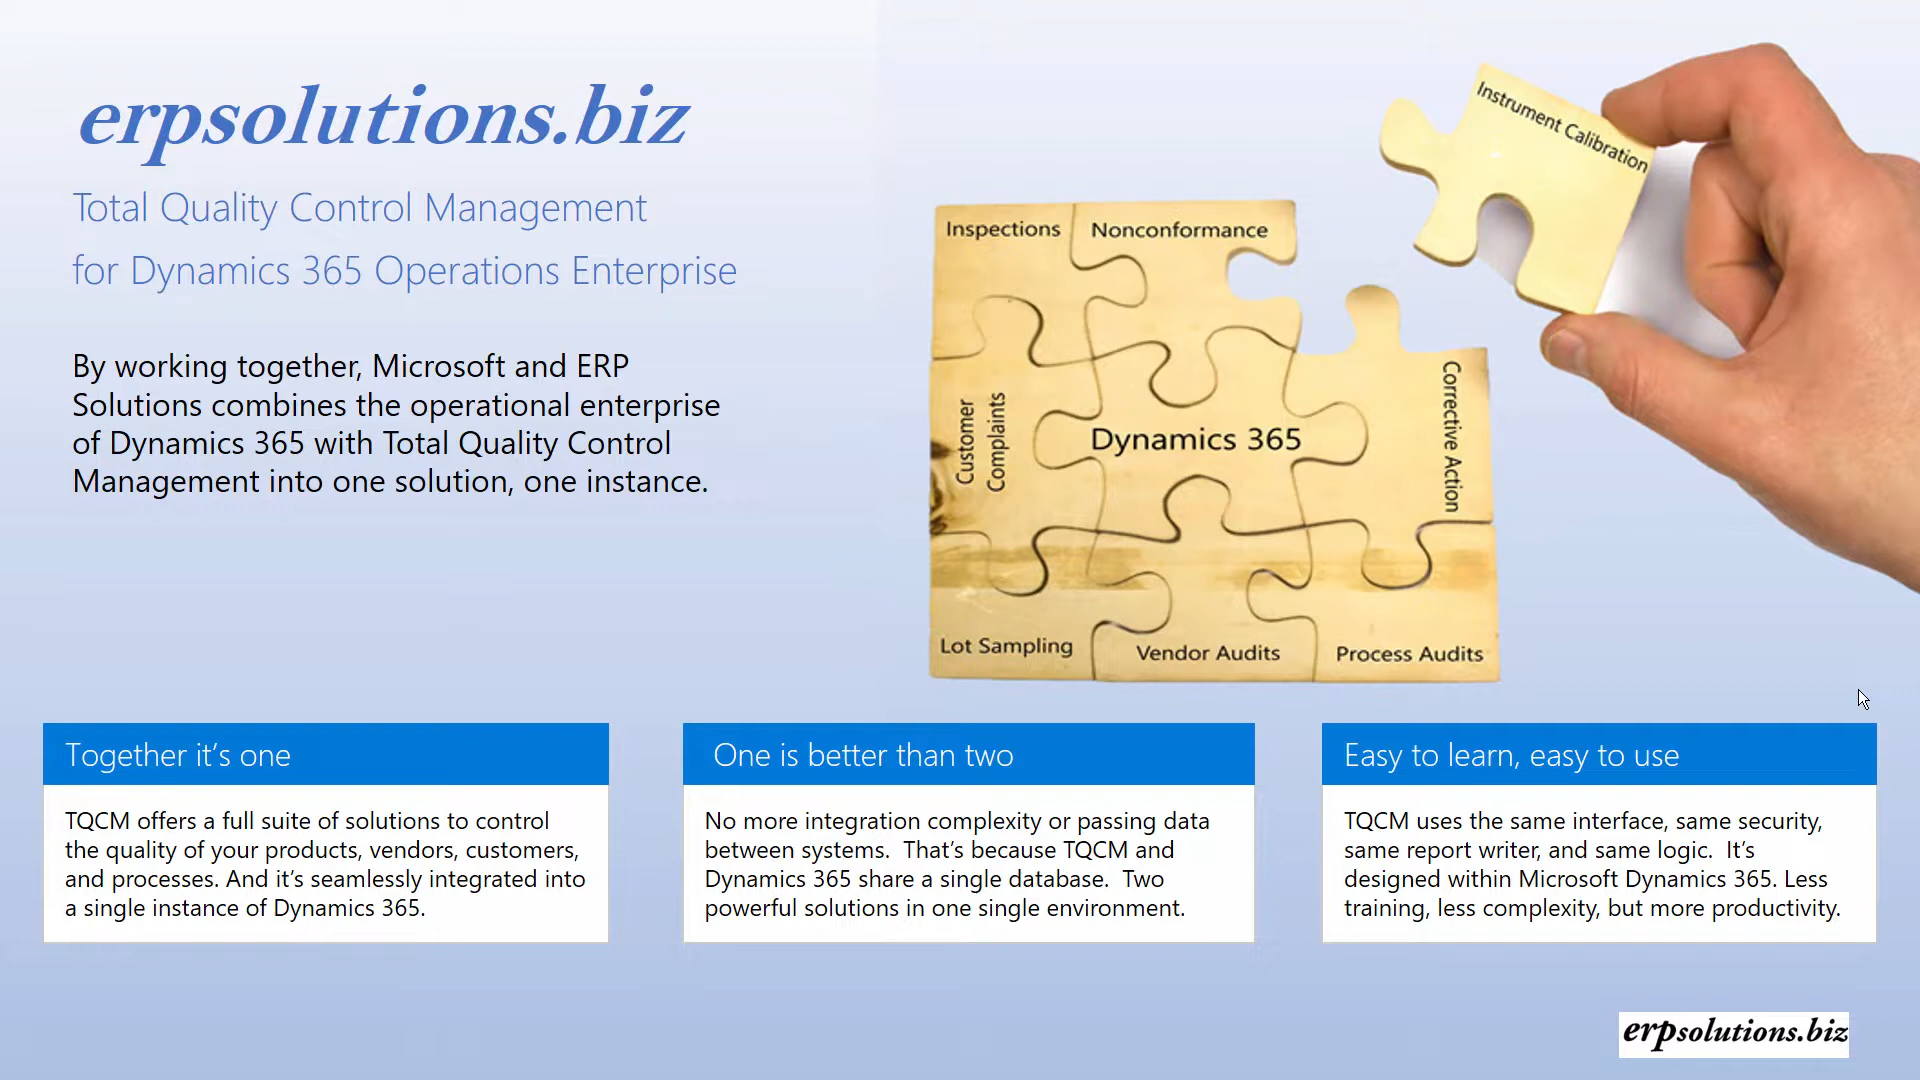 erpsolutions.biz
Total Quality Control Management
for Dynamics 365 Operations Enterprise
By working together, Microsoft and ERP
Solutions combines the operational enterprise
of Dynamics 365 with Total Quality Control
Management into one solution, one instance.
Instrument Calibration
Inspections
Nonconformance
Customer
Complaints
Dynamics 365
Corrective Action
Lot Sampling
Vendor Audits
Process Audits
Together it’s one
TQCM offers a full suite of solutions to control
the quality of your products, vendors, customers,
and processes. And it’s seamlessly integrated into
a single instance of Dynamics 365.
One is better than two
No more integration complexity or passing data
between systems.  That’s because TQCM and
Dynamics 365 share a single database.  Two
powerful solutions in one single environment.
Easy to learn, easy to use
TQCM uses the same interface, same security,
same report writer, and same logic.  It’s
designed within Microsoft Dynamics 365. Less
training, less complexity, but more productivity.
erpsolutions.biz